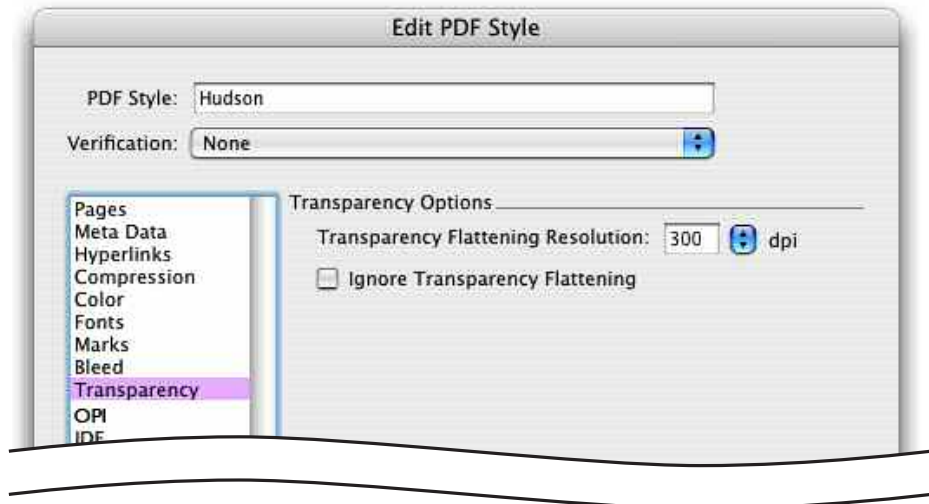 Edit PDF Style
PDF Style: Hudson
Verification: None
Pages
Meta Data
Hyperlinks
Compression
Color
Fonts
Marks
Bleed
Transparency
OPI
JDF
Transparency Options
Transparency Flattening Resolution: 300 dpi
Ignore Transparency Flattening